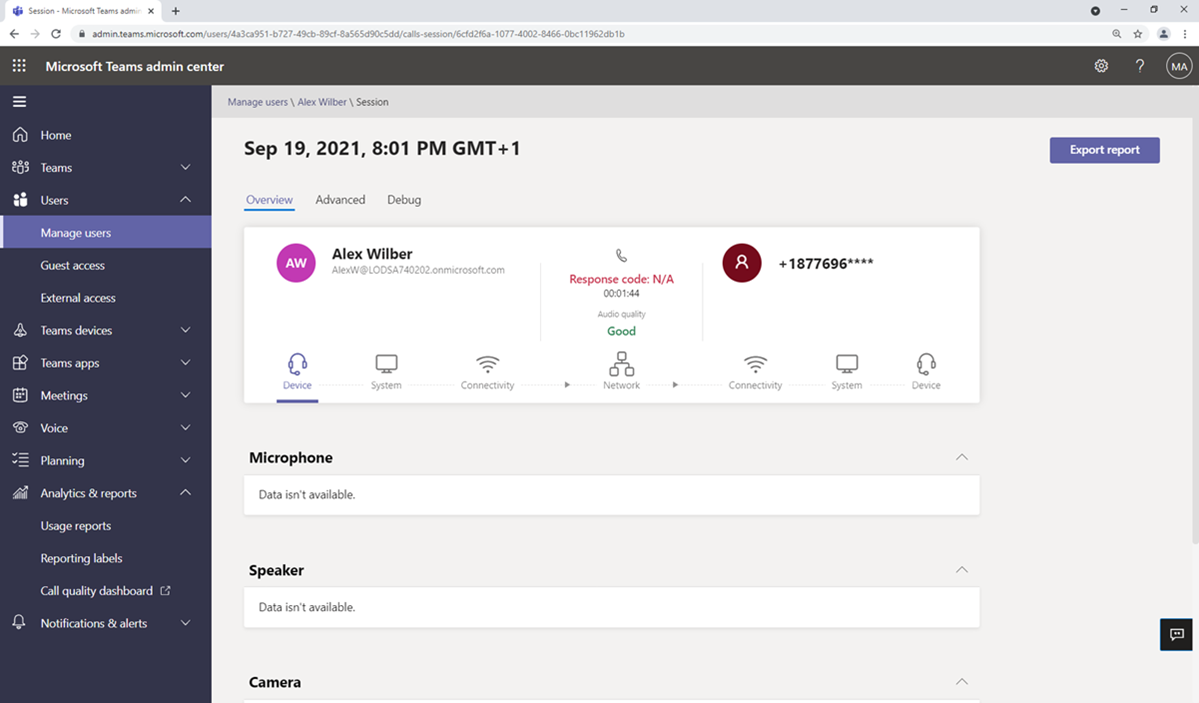 Session - Microsoft Teams admin
admin.teams.microsoft.com/users/4a3ca951-b727-49cb-89cf-8a565d90c5dd/calls-session/6cfd2f6a-1077-4002-8466-0bc11962db1b
Microsoft Teams admin center
MA
Home
Teams
Users
Manage users
Guest access
External access
Teams devices
Teams apps
Meetings
Voice
Planning
Analytics & reports
Usage reports
Reporting labels
Call quality dashboard
Notifications & alerts
Manage users \ Alex Wilber \ Session
Sep 19, 2021, 8:01 PM GMT+1
Export report
Overview Advanced Debug
AW
Alex Wilber
AlexW@LODSA740202.onmicrosoft.com
Response code: N/A
00:01:44
Audio quality
Good
+1877696****
Device System Connectivity Network Connectivity System Device
Microphone
Data isn't available.
Speaker
Data isn't available.
Camera